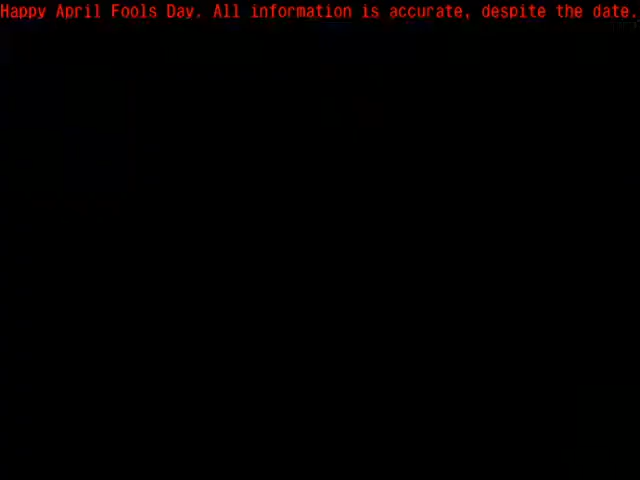 Happy April Fools Day. All information is accurate, despite the date.